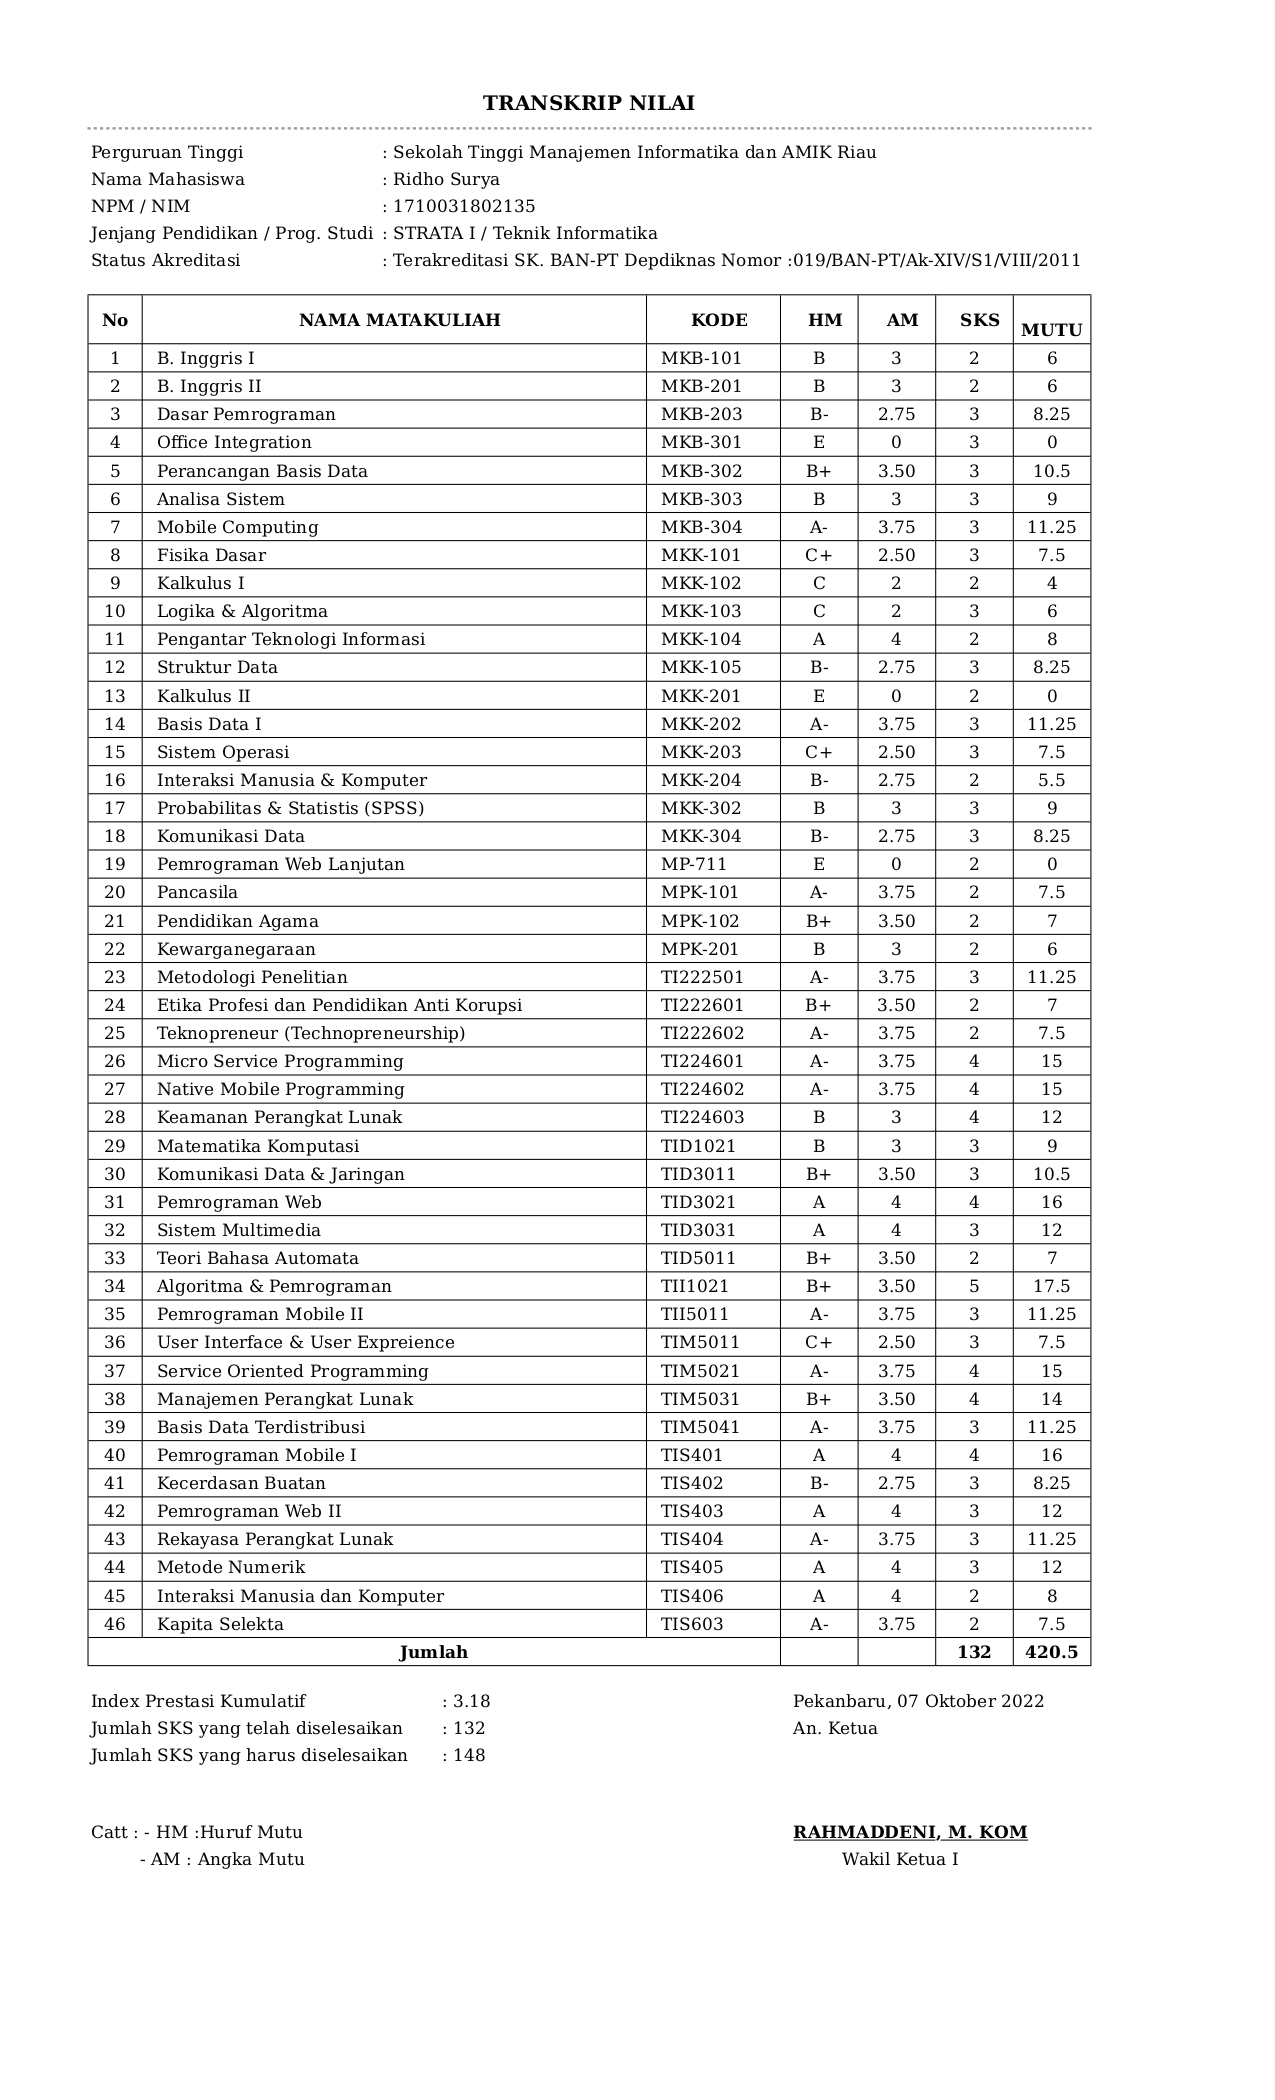 TRANSKRIP NILAI
Perguruan Tinggi : Sekolah Tinggi Manajemen Informatika dan AMIK Riau
Nama Mahasiswa : Ridho Surya
NPM / NIM : 1710031802135
Jenjang Pendidikan / Prog. Studi : STRATA I / Teknik Informatika
Status Akreditasi : Terakreditasi SK. BAN-PT Depdiknas Nomor :019/BAN-PT/Ak-XIV/S1/VIII/2011
No NAMA MATAKULIAH KODE HM AM SKS MUTU
1 B. Inggris I MKB-101 B 3 2 6
2 B. Inggris II MKB-201 B 3 2 6
3 Dasar Pemrograman MKB-203 B- 2.75 3 8.25
4 Office Integration MKB-301 E 0 3 0
5 Perancangan Basis Data MKB-302 B+ 3.50 3 10.5
6 Analisa Sistem MKB-303 B 3 3 9
7 Mobile Computing MKB-304 A- 3.75 3 11.25
8 Fisika Dasar MKK-101 C+ 2.50 3 7.5
9 Kalkulus I MKK-102 C 2 2 4
10 Logika & Algoritma MKK-103 C 2 3 6
11 Pengantar Teknologi Informasi MKK-104 A 4 2 8
12 Struktur Data MKK-105 B- 2.75 3 8.25
13 Kalkulus II MKK-201 E 0 2 0
14 Basis Data I MKK-202 A- 3.75 3 11.25
15 Sistem Operasi MKK-203 C+ 2.50 3 7.5
16 Interaksi Manusia & Komputer MKK-204 B- 2.75 2 5.5
17 Probabilitas & Statistis (SPSS) MKK-302 B 3 3 9
18 Komunikasi Data MKK-304 B- 2.75 3 8.25
19 Pemrograman Web Lanjutan MP-711 E 0 2 0
20 Pancasila MPK-101 A- 3.75 2 7.5
21 Pendidikan Agama MPK-102 B+ 3.50 2 7
22 Kewarganegaraan MPK-201 B 3 2 6
23 Metodologi Penelitian TI222501 A- 3.75 3 11.25
24 Etika Profesi dan Pendidikan Anti Korupsi TI222601 B+ 3.50 2 7
25 Teknopreneur (Technopreneurship) TI222602 A- 3.75 2 7.5
26 Micro Service Programming TI224601 A- 3.75 4 15
27 Native Mobile Programming TI224602 A- 3.75 4 15
28 Keamanan Perangkat Lunak TI224603 B 3 4 12
29 Matematika Komputasi TID1021 B 3 3 9
30 Komunikasi Data & Jaringan TID3011 B+ 3.50 3 10.5
31 Pemrograman Web TID3021 A 4 4 16
32 Sistem Multimedia TID3031 A 4 3 12
33 Teori Bahasa Automata TID5011 B+ 3.50 2 7
34 Algoritma & Pemrograman TII1021 B+ 3.50 5 17.5
35 Pemrograman Mobile II TII5011 A- 3.75 3 11.25
36 User Interface & User Expreience TIM5011 C+ 2.50 3 7.5
37 Service Oriented Programming TIM5021 A- 3.75 4 15
38 Manajemen Perangkat Lunak TIM5031 B+ 3.50 4 14
39 Basis Data Terdistribusi TIM5041 A- 3.75 3 11.25
40 Pemrograman Mobile I TIS401 A 4 4 16
41 Kecerdasan Buatan TIS402 B- 2.75 3 8.25
42 Pemrograman Web II TIS403 A 4 3 12
43 Rekayasa Perangkat Lunak TIS404 A- 3.75 3 11.25
44 Metode Numerik TIS405 A 4 3 12
45 Interaksi Manusia dan Komputer TIS406 A 4 2 8
46 Kapita Selekta TIS603 A- 3.75 2 7.5
Jumlah 132 420.5
Index Prestasi Kumulatif : 3.18 Pekanbaru, 07 Oktober 2022
Jumlah SKS yang telah diselesaikan : 132 An. Ketua
Jumlah SKS yang harus diselesaikan : 148
Catt : - HM :Huruf Mutu RAHMADDENI, M. KOM
- AM : Angka Mutu Wakil Ketua I